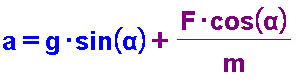 a = g·sin(α) + F·cos(α) / m